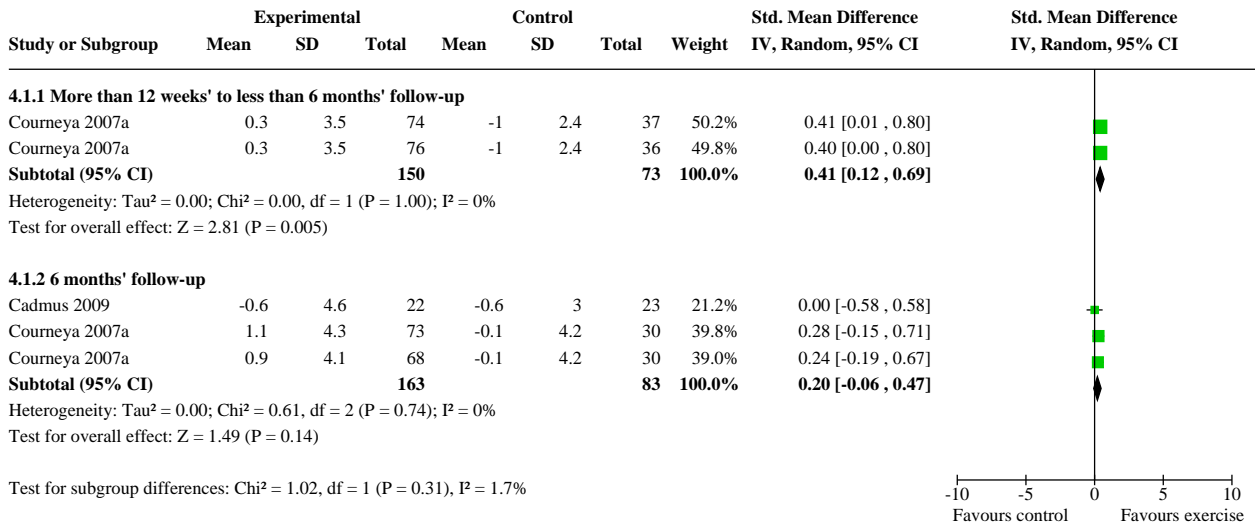 Experimental Control Std. Mean Difference Std. Mean Difference
Study or Subgroup Mean SD Total Mean SD Total Weight IV, Random, 95% CI IV, Random, 95% CI
4.1.1 More than 12 weeks' to less than 6 months' follow-up
Courneya 2007a 0.3 3.5 74 -1 2.4 37 50.2% 0.41 [0.01 , 0.80]
Courneya 2007a 0.3 3.5 76 -1 2.4 36 49.8% 0.40 [0.00 , 0.80]
Subtotal (95% CI) 150 73 100.0% 0.41 [0.12 , 0.69]
Heterogeneity: Tau² = 0.00; Chi² = 0.00, df = 1 (P = 1.00); I² = 0%
Test for overall effect: Z = 2.81 (P = 0.005)
4.1.2 6 months' follow-up
Cadmus 2009 -0.6 4.6 22 -0.6 3 23 21.2% 0.00 [-0.58 , 0.58]
Courneya 2007a 1.1 4.3 73 -0.1 4.2 30 39.8% 0.28 [-0.15 , 0.71]
Courneya 2007a 0.9 4.1 68 -0.1 4.2 30 39.0% 0.24 [-0.19 , 0.67]
Subtotal (95% CI) 163 83 100.0% 0.20 [-0.06 , 0.47]
Heterogeneity: Tau² = 0.00; Chi² = 0.61, df = 2 (P = 0.74); I² = 0%
Test for overall effect: Z = 1.49 (P = 0.14)
Test for subgroup differences: Chi² = 1.02, df = 1 (P = 0.31), I² = 1.7%
-10 -5 0 5 10
Favours control Favours exercise